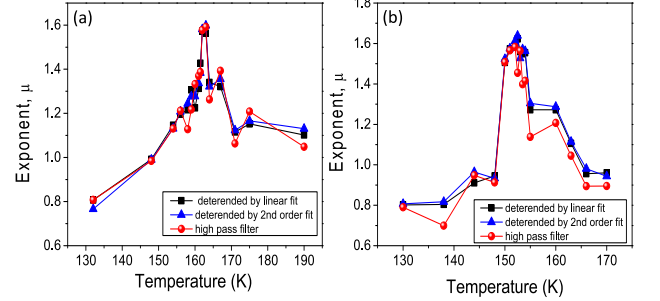 (a)
Exponent, μ
1.6
1.4
1.2
1.0
0.8
0.6
deterended by linear fit
deterended by 2nd order fit
high pass filter
130 140 150 160 170 180 190
Temperature (K)
(b)
Exponent, μ
1.8
1.6
1.4
1.2
1.0
0.8
0.6
deterended by linear fit
deterended by 2nd order fit
high pass filter
130 140 150 160 170
Temperature (K)